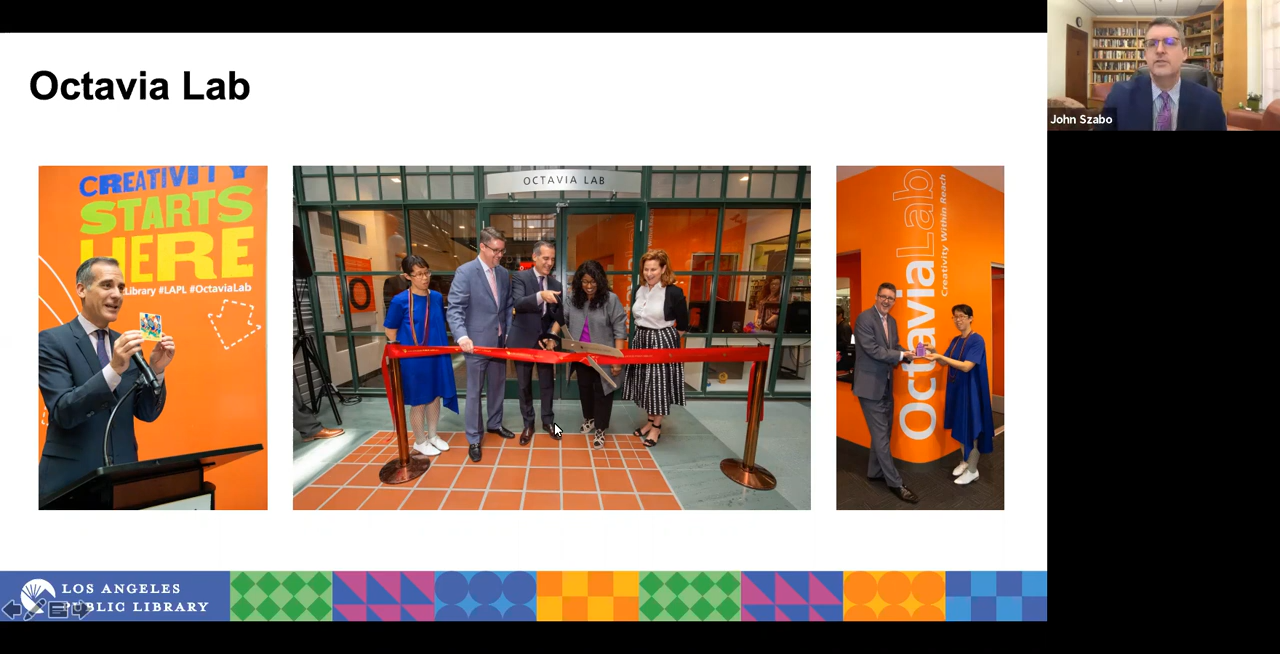 Octavia Lab
CREATIVITY
STARTS
HERE
Library #LAPL #OctaviaLab
OCTAVIA LAB
OctaviaLab
Creativity Within Reach
John Szabo
LOS ANGELES
PUBLIC LIBRARY